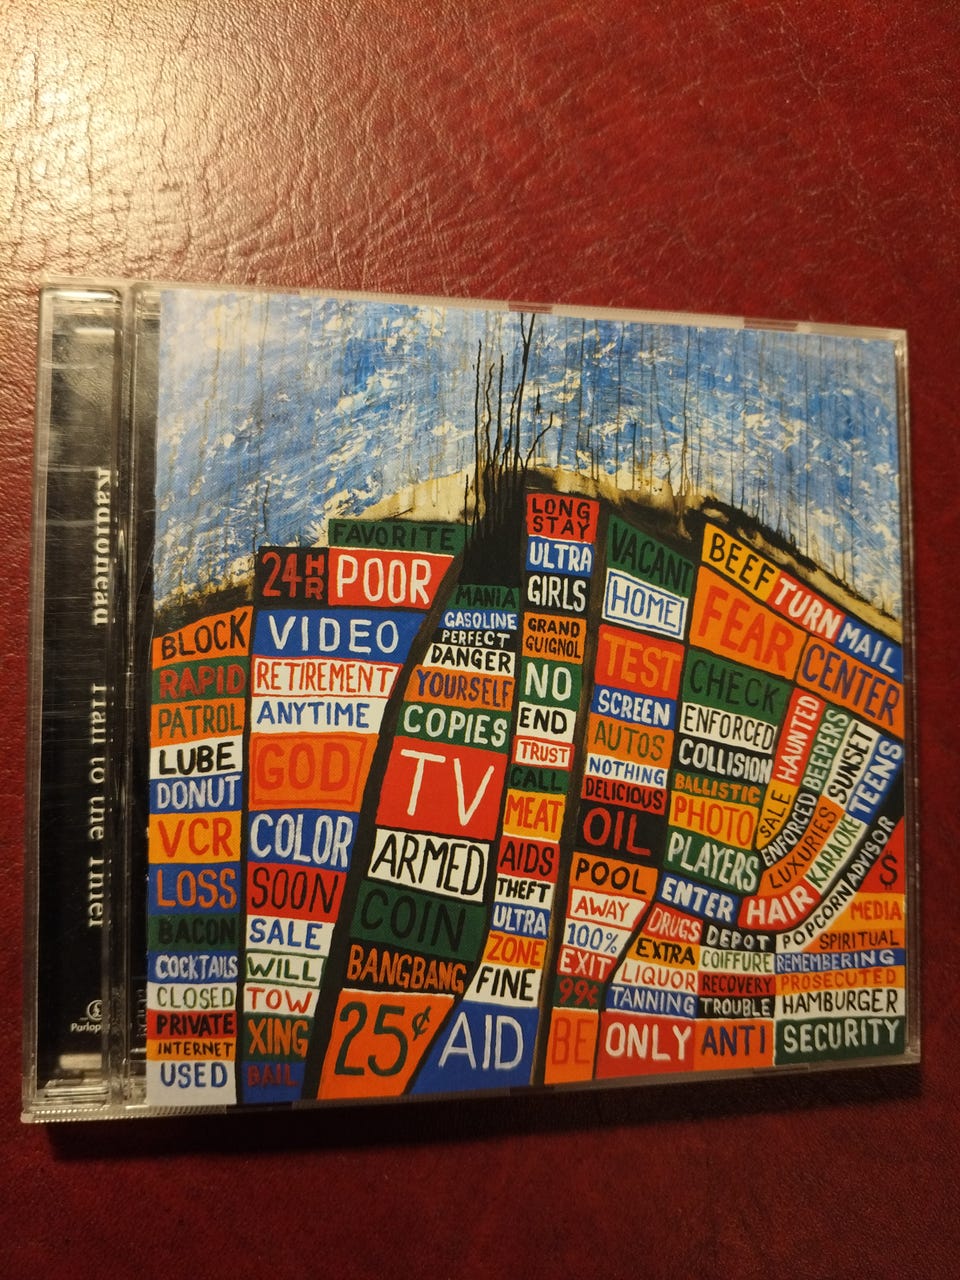 Radiohead Hail to the Thief
Parlop
FAVORITE
24 HR
POOR
VIDEO
RETIREMENT
ANYTIME
GOD
COLOR
SOON
SALE
WILL
TOW
XING
BAIL
BLOCK
RAPID
PATROL
LUBE
DONUT
VCR
LOSS
BACON
COCKTAILS
CLOSED
PRIVATE
INTERNET
USED
MANIA
GASOLINE
PERFECT
DANGER
YOURSELF
COPIES
TV
ARMED
COIN
BANGBANG
25¢
LONG
STAY
ULTRA
GIRLS
GRAND
GUIGNOL
NO
END
TRUST
CALL
MEAT
AIDS
THEFT
ULTRA
ZONE
FINE
AID
VACANT
HOME
TEST
SCREEN
AUTOS
NOTHING
DELICIOUS
OIL
POOL
AWAY
100%
EXIT
99¢
BE
BEEF
TURN
MAIL
FEAR
CENTER
CHECK
ENFORCED
COLLISION
BALLISTIC
PHOTO
PLAYERS
ENTER
HAIR
SALE
HAUNTED
ENFORCED
BEEPERS
LUXURIES
SUNSET
KARAOKE
TEENS
POPCORN
ADVISOR
$
DRUGS
EXTRA
LIQUOR
TANNING
ONLY
DEPOT
COIFFURE
RECOVERY
TROUBLE
ANTI
MEDIA
SPIRITUAL
REMEMBERING
PROSECUTED
HAMBURGER
SECURITY